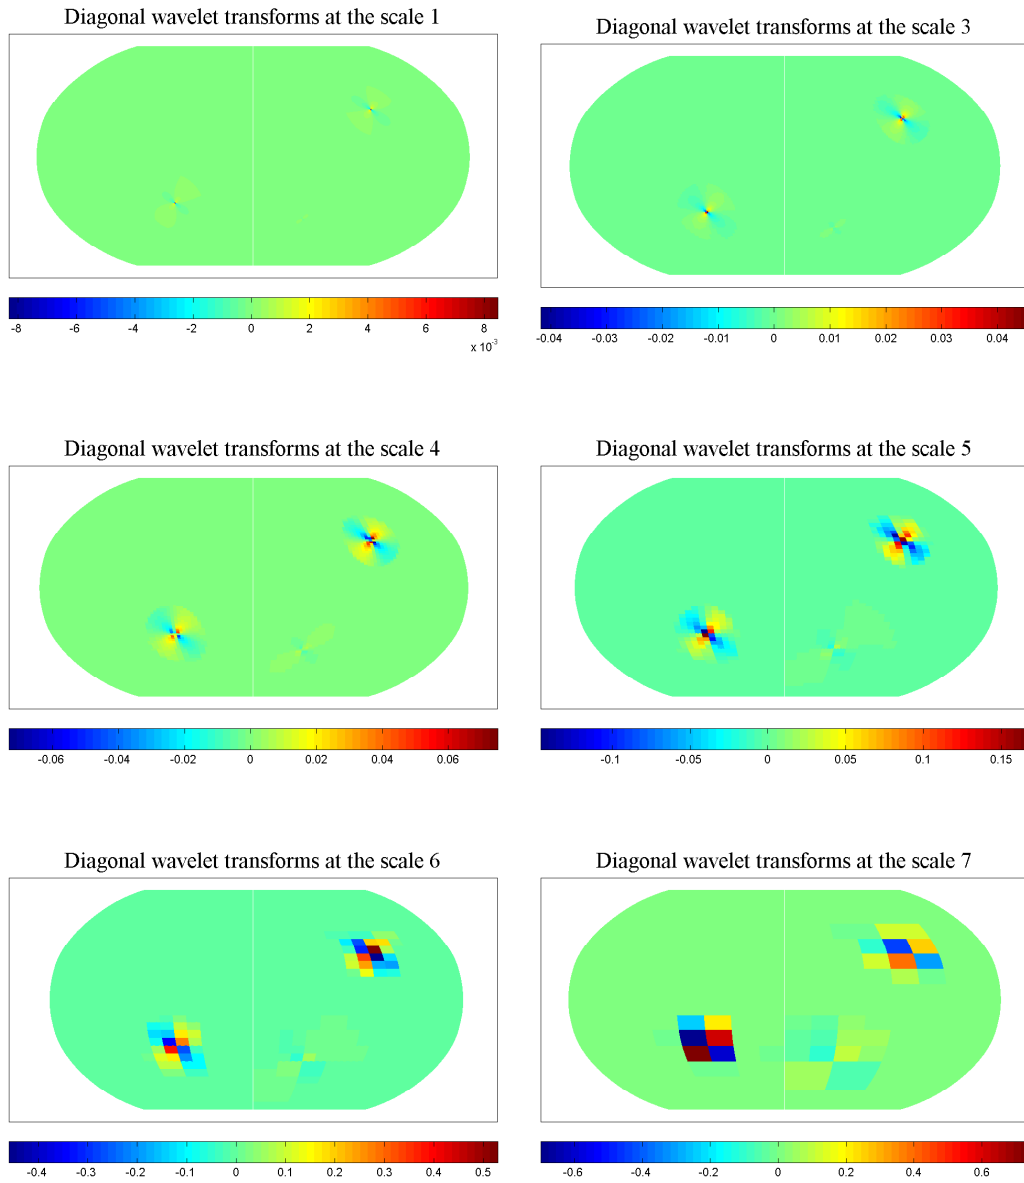 Diagonal wavelet transforms at the scale 1
-8 -6 -4 -2 0 2 4 6 8
x 10^-3
Diagonal wavelet transforms at the scale 3
-0.04 -0.03 -0.02 -0.01 0 0.01 0.02 0.03 0.04
Diagonal wavelet transforms at the scale 4
-0.06 -0.04 -0.02 0 0.02 0.04 0.06
Diagonal wavelet transforms at the scale 5
-0.1 -0.05 0 0.05 0.1 0.15
Diagonal wavelet transforms at the scale 6
-0.4 -0.3 -0.2 -0.1 0 0.1 0.2 0.3 0.4 0.5
Diagonal wavelet transforms at the scale 7
-0.6 -0.4 -0.2 0 0.2 0.4 0.6